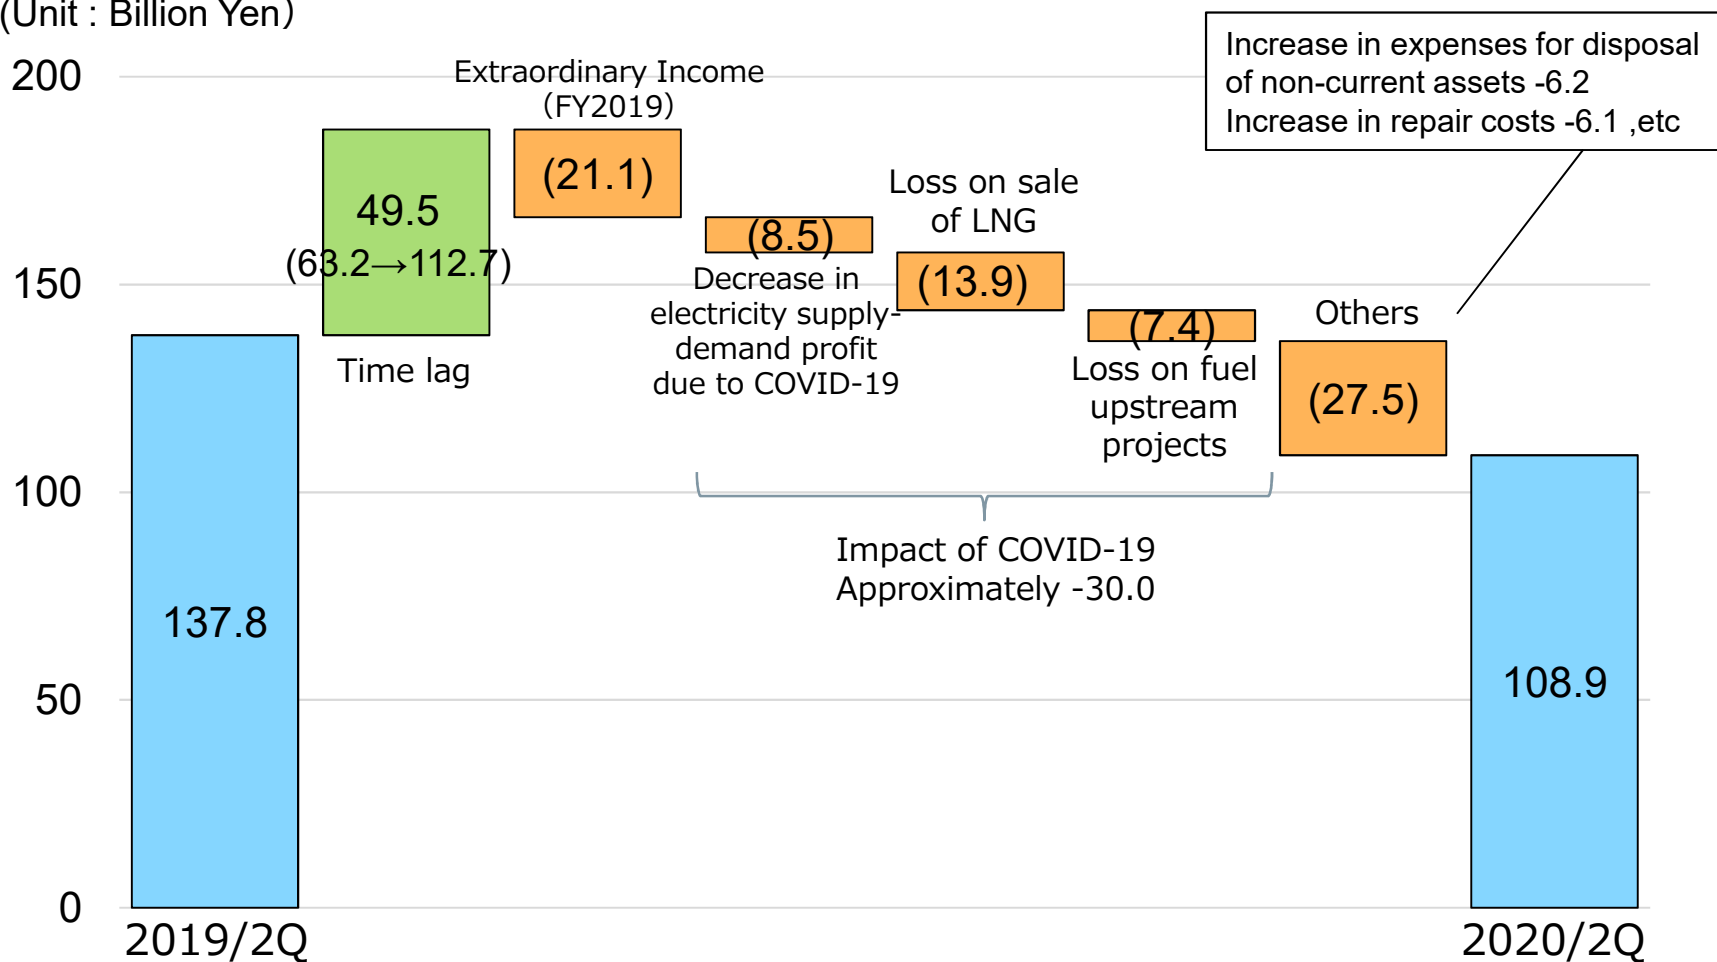 (Unit : Billion Yen）
Increase in expenses for disposal
of non-current assets -6.2
Increase in repair costs -6.1 ,etc
200
150
100
50
0
Extraordinary Income
（FY2019）
49.5
(63.2→112.7)
Time lag
(21.1)
(8.5)
Decrease in
electricity supply-
demand profit
due to COVID-19
Loss on sale
of LNG
(13.9)
(7.4)
Loss on fuel
upstream
projects
Others
(27.5)
Impact of COVID-19
Approximately -30.0
137.8
108.9
2019/2Q
2020/2Q